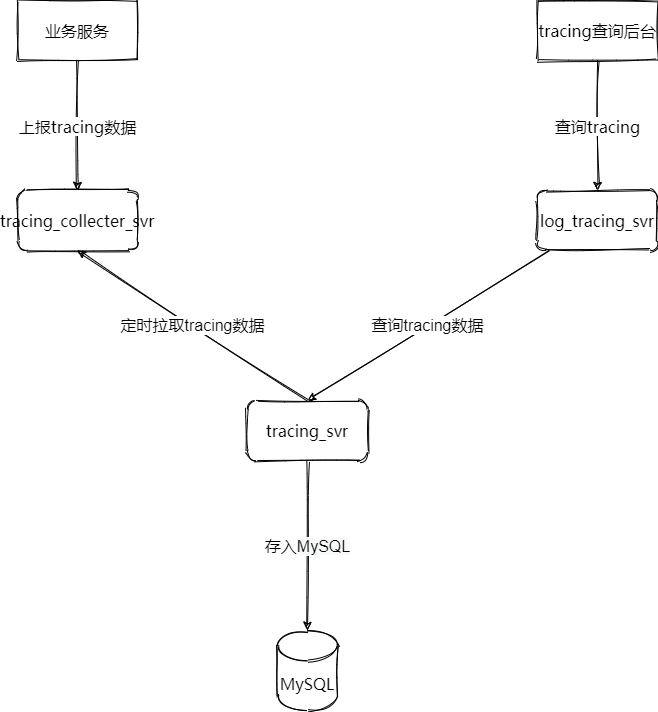 业务服务
tracing查询后台
上报tracing数据
查询tracing
tracing_collecter_svr
log_tracing_svr
定时拉取tracing数据
查询tracing数据
tracing_svr
存入MySQL
MySQL